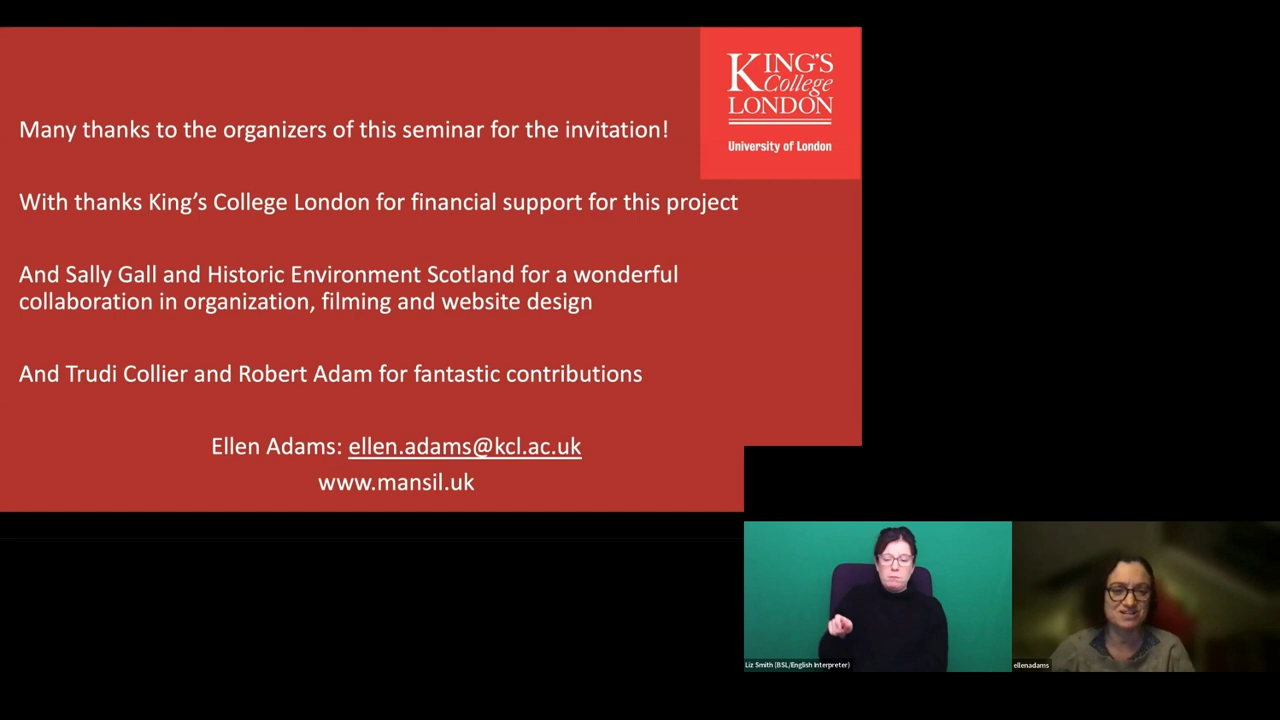 KING'S
College
LONDON
University of London
Many thanks to the organizers of this seminar for the invitation!
With thanks King’s College London for financial support for this project
And Sally Gall and Historic Environment Scotland for a wonderful
collaboration in organization, filming and website design
And Trudi Collier and Robert Adam for fantastic contributions
Ellen Adams: ellen.adams@kcl.ac.uk
www.mansil.uk
Liz Smith (BSL/English Interpreter)
ellenadams